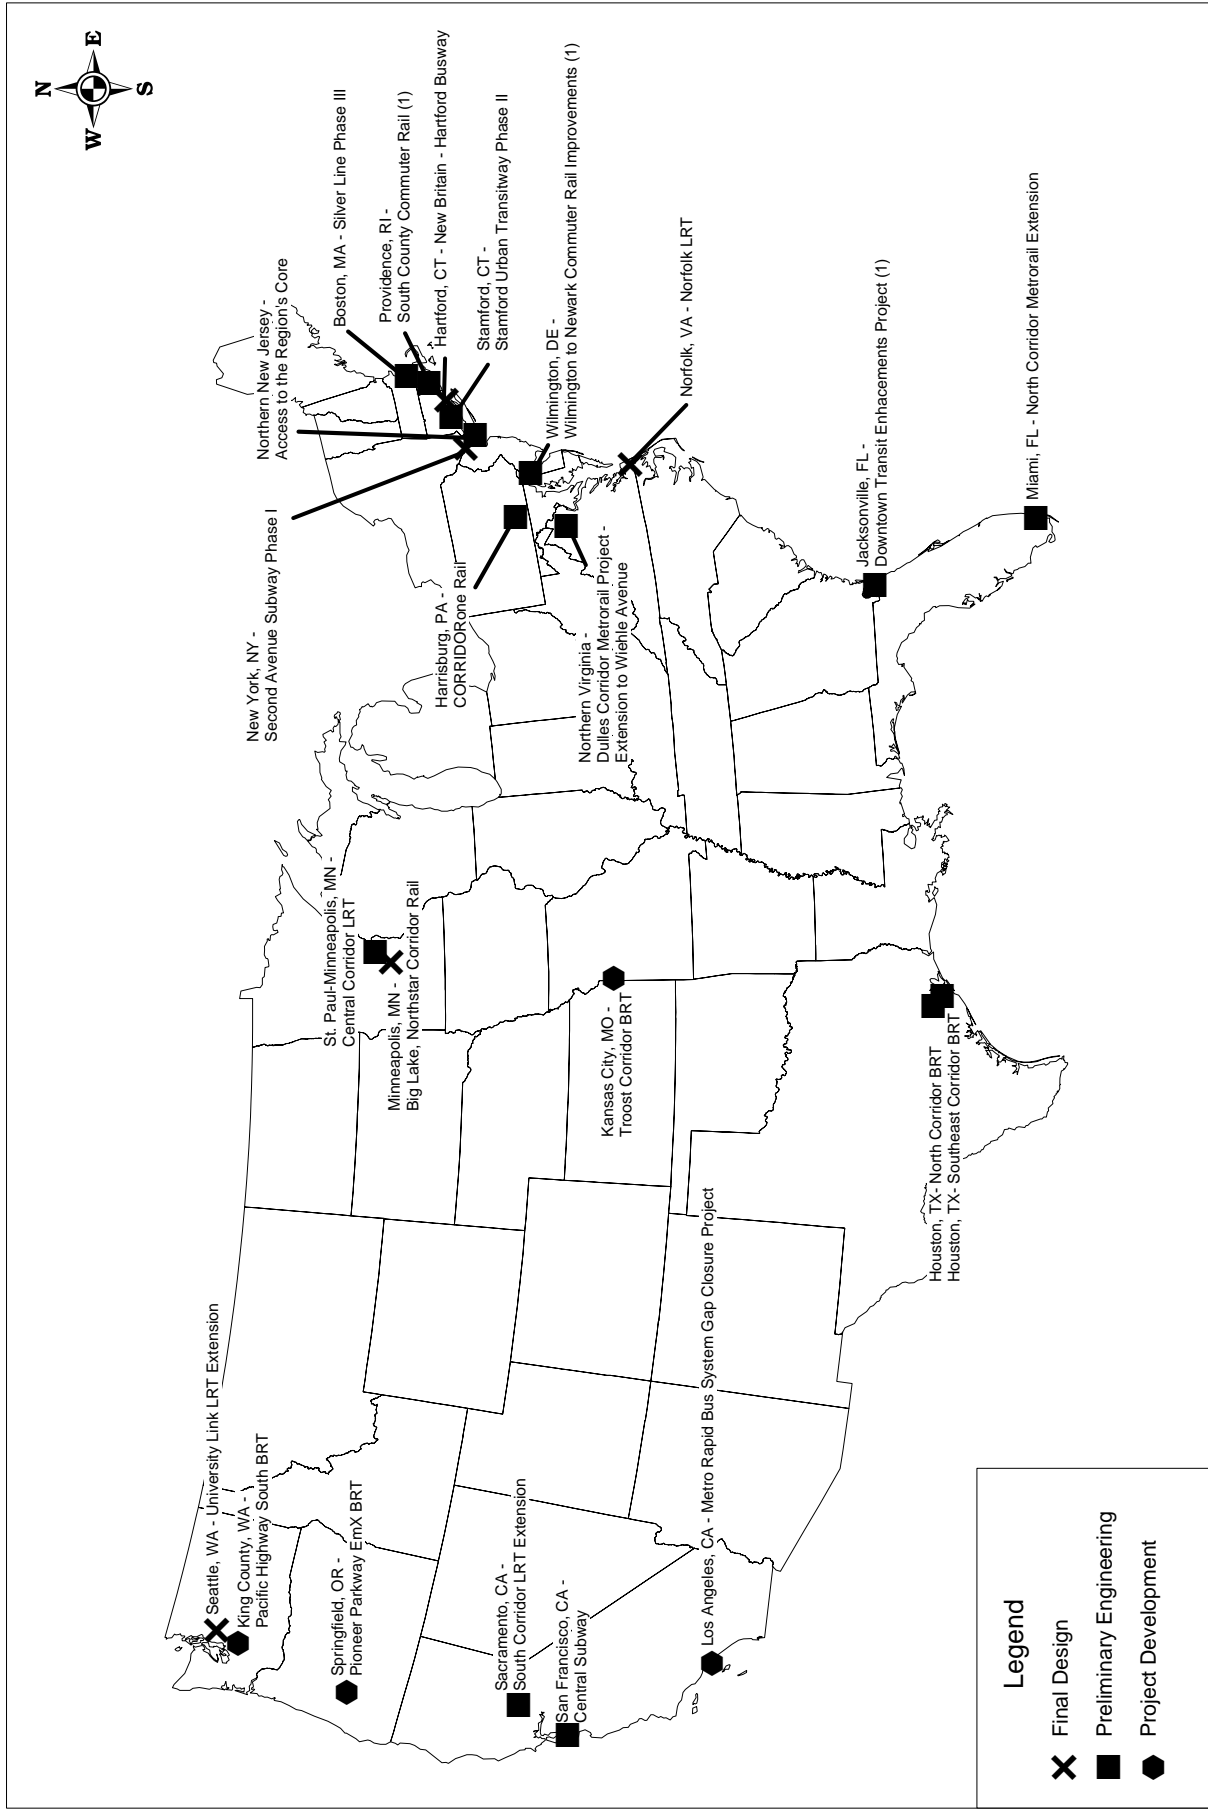 N
W
E
S
Seattle, WA - University Link LRT Extension
King County, WA -
Pacific Highway South BRT
Springfield, OR -
Pioneer Parkway EmX BRT
Sacramento, CA -
South Corridor LRT Extension
San Francisco, CA -
Central Subway
Los Angeles, CA - Metro Rapid Bus System Gap Closure Project
St. Paul-Minneapolis, MN -
Central Corridor LRT
Minneapolis, MN -
Big Lake, Northstar Corridor Rail
Kansas City, MO -
Troost Corridor BRT
Houston, TX- North Corridor BRT
Houston, TX- Southeast Corridor BRT
New York, NY -
Second Avenue Subway Phase I
Northern New Jersey -
Access to the Region's Core
Boston, MA - Silver Line Phase III
Providence, RI -
South County Commuter Rail (1)
Hartford, CT - New Britain - Hartford Busway
Stamford, CT -
Stamford Urban Transitway Phase II
Harrisburg, PA -
CORRIDORone Rail
Wilmington, DE -
Wilmington to Newark Commuter Rail Improvements (1)
Northern Virginia -
Dulles Corridor Metrorail Project -
Extension to Wiehle Avenue
Norfolk, VA - Norfolk LRT
Jacksonville, FL -
Downtown Transit Enhacements Project (1)
Miami, FL - North Corridor Metrorail Extension
Legend
Final Design
Preliminary Engineering
Project Development